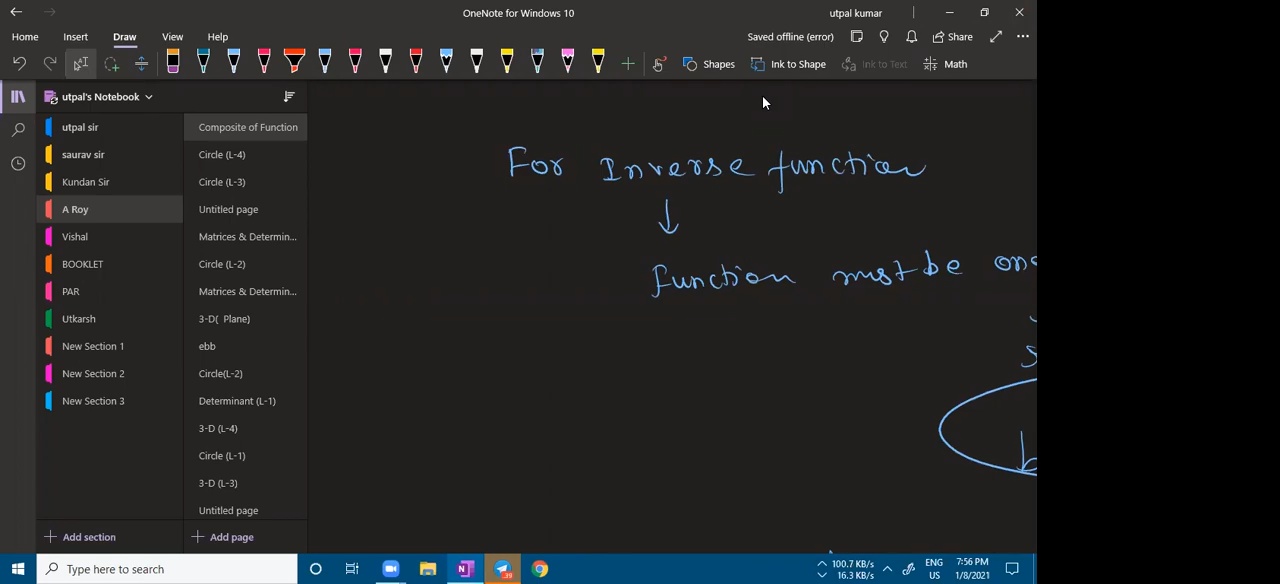 OneNote for Windows 10
utpal kumar
Home Insert Draw View Help
Saved offline (error)
Share
Shapes
Ink to Shape
Ink to Text
Math
utpal's Notebook
utpal sir
saurav sir
Kundan Sir
A Roy
Vishal
BOOKLET
PAR
Utkarsh
New Section 1
New Section 2
New Section 3
Add section
Composite of Function
Circle (L-4)
Circle (L-3)
Untitled page
Matrices & Determin...
Circle (L-2)
Matrices & Determin...
3-D( Plane)
ebb
Circle(L-2)
Determinant (L-1)
3-D (L-4)
Circle (L-1)
3-D (L-3)
Untitled page
Add page
For Inverse function
function must be
Type here to search
39
100.7 KB/s
16.3 KB/s
ENG
US
7:56 PM
1/8/2021